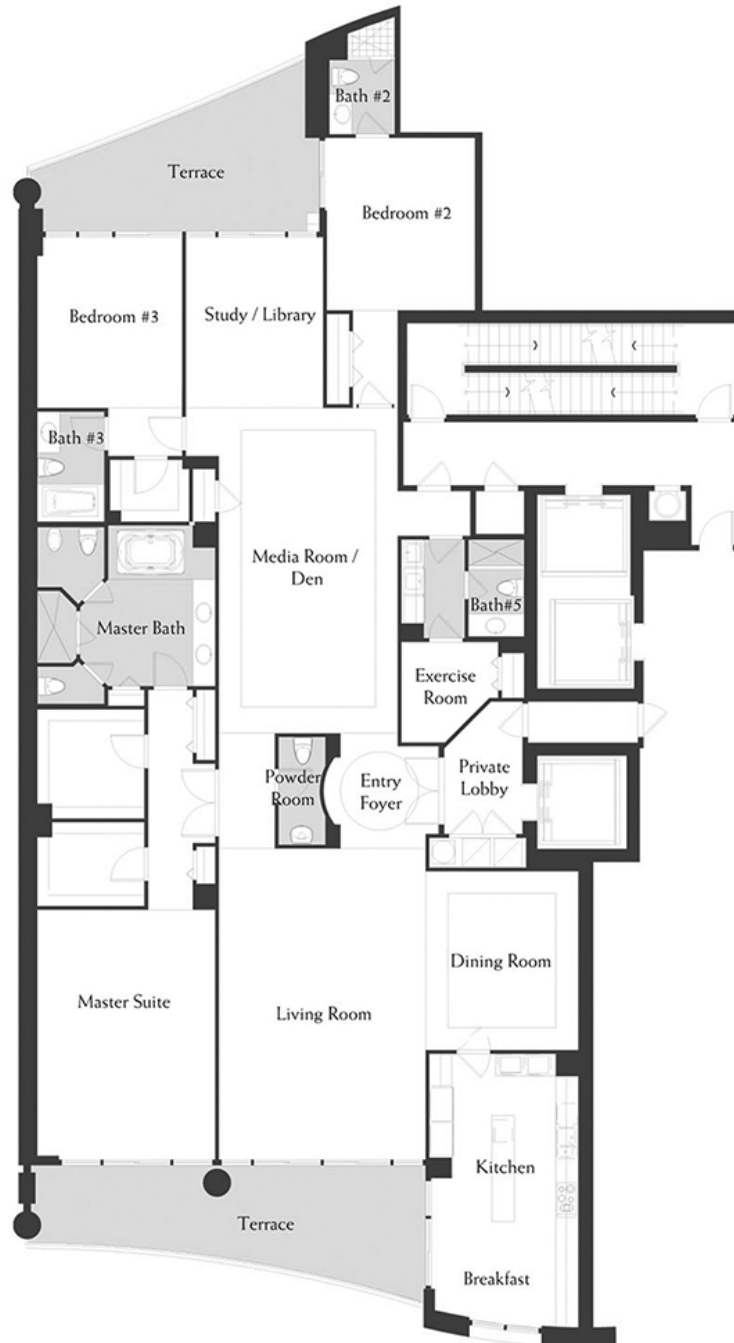 Bath #2
Terrace
Bedroom #2
Bedroom #3
Study / Library
Bath #3
Media Room /
Den
Bath#5
Master Bath
Exercise
Room
Powder
Room
Entry
Foyer
Private
Lobby
Dining Room
Master Suite
Living Room
Kitchen
Terrace
Breakfast